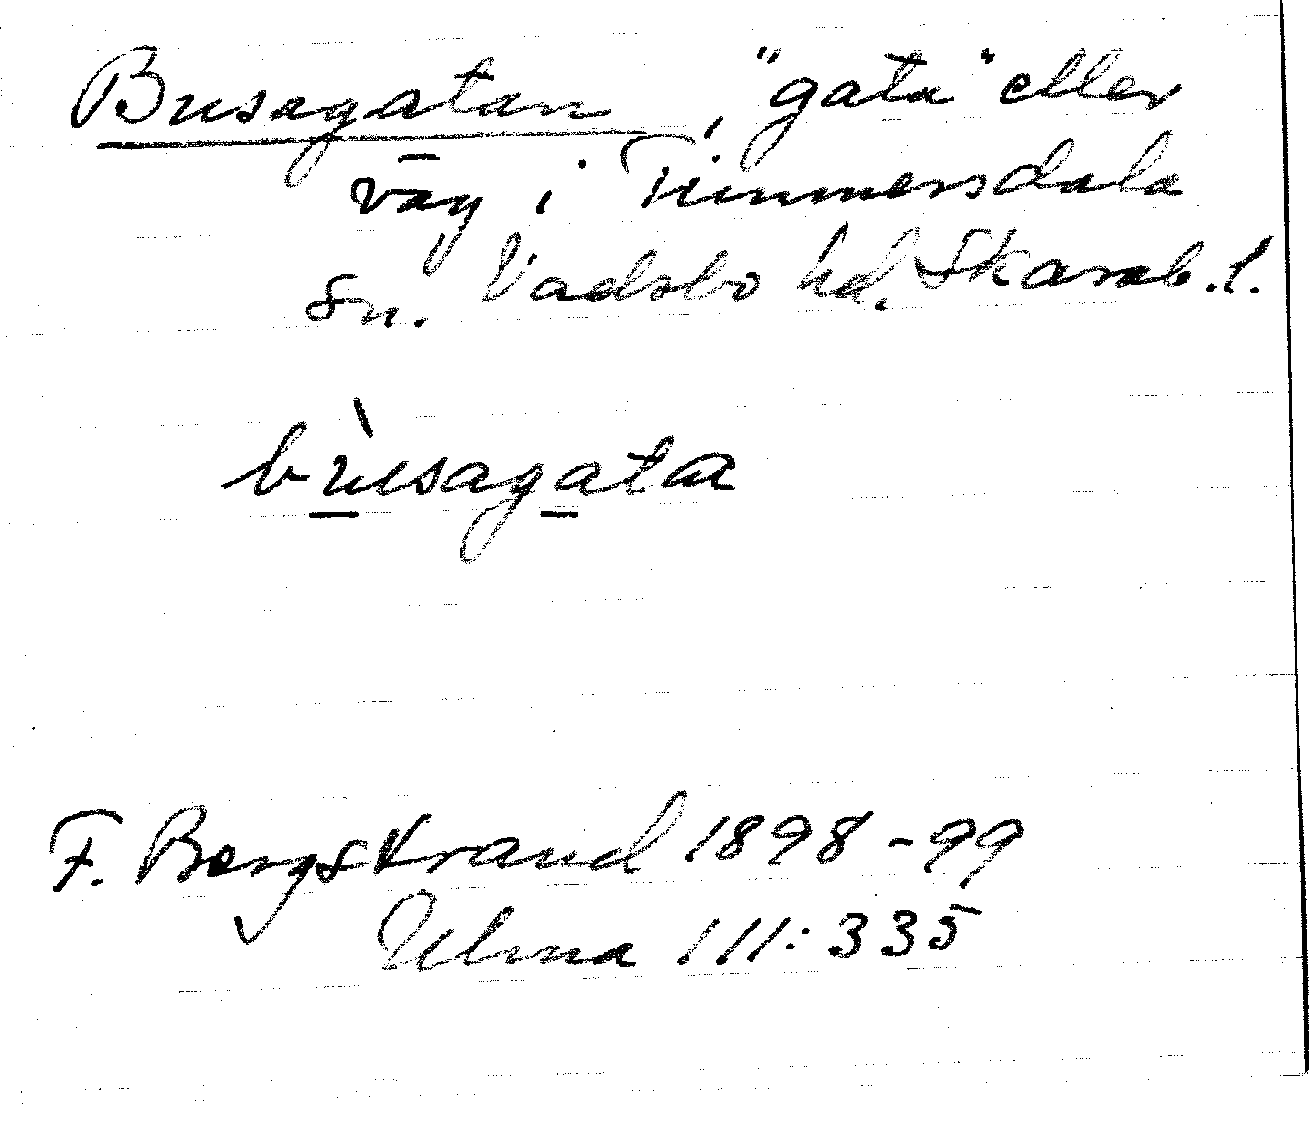 Busagatan, "gata" eller
väg i Timmersdala
sn. Vadsbo hd. Skarab.l.
bùsagata
F. Bergstrand 1898-99
Ulma 111:335